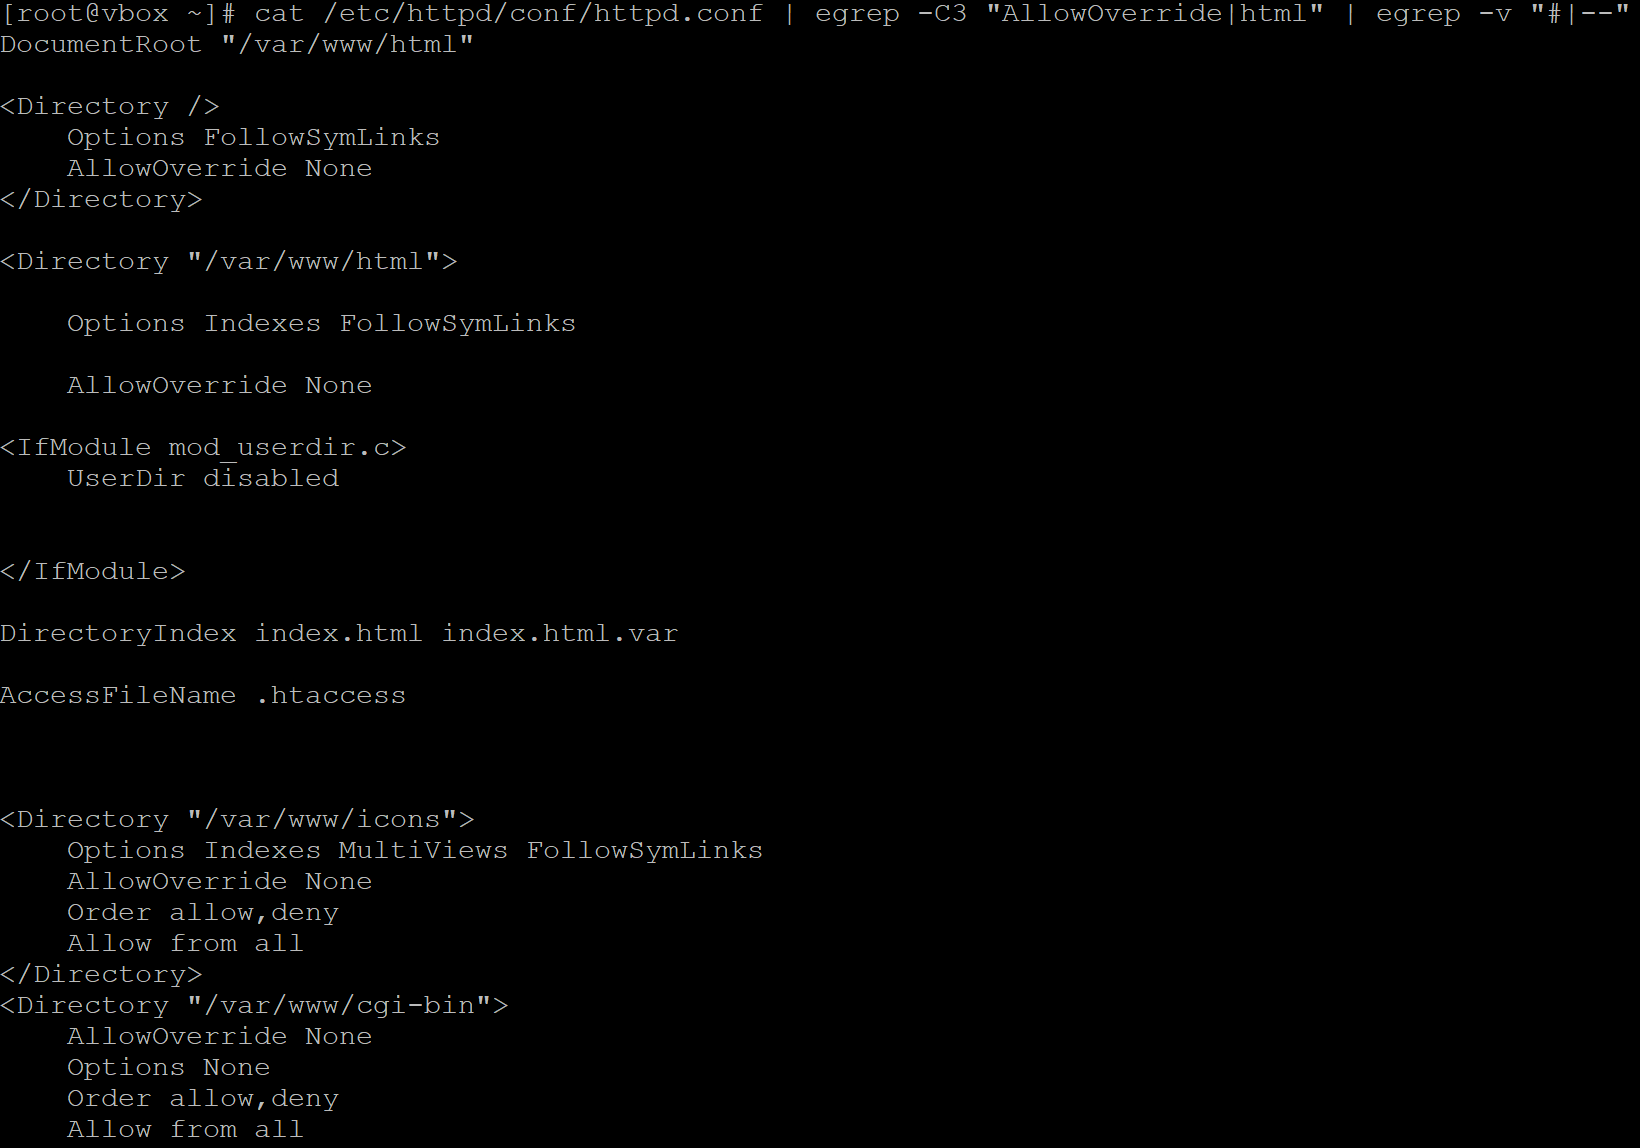 [root@vbox ~]# cat /etc/httpd/conf/httpd.conf | egrep -C3 "AllowOverride|html" | egrep -v "#|--"
DocumentRoot "/var/www/html"
<Directory />
    Options FollowSymLinks
    AllowOverride None
</Directory>
<Directory "/var/www/html">
    Options Indexes FollowSymLinks
    AllowOverride None
<IfModule mod_userdir.c>
    UserDir disabled
</IfModule>
DirectoryIndex index.html index.html.var
AccessFileName .htaccess
<Directory "/var/www/icons">
    Options Indexes MultiViews FollowSymLinks
    AllowOverride None
    Order allow,deny
    Allow from all
</Directory>
<Directory "/var/www/cgi-bin">
    AllowOverride None
    Options None
    Order allow,deny
    Allow from all